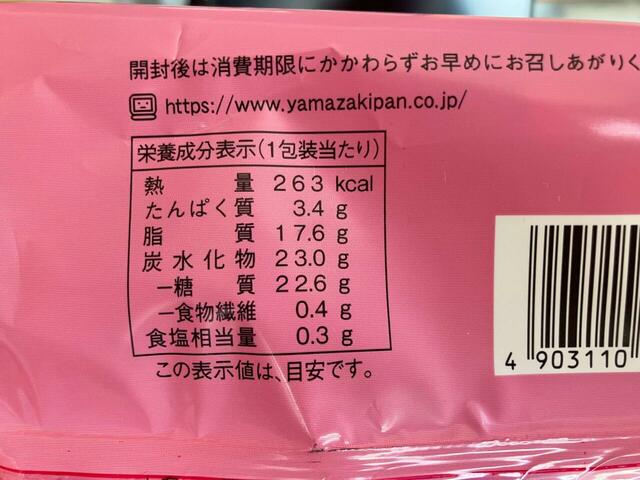 開封後は消費期限にかかわらずお早めにお召しあがりく
https://www.yamazakipan.co.jp/
栄養成分表示(1包装当たり)
熱量 263 kcal
たんぱく質 3.4 g
脂質 17.6 g
炭水化物 23.0 g
−糖質 22.6 g
−食物繊維 0.4 g
食塩相当量 0.3 g
この表示値は、目安です。
4 903110